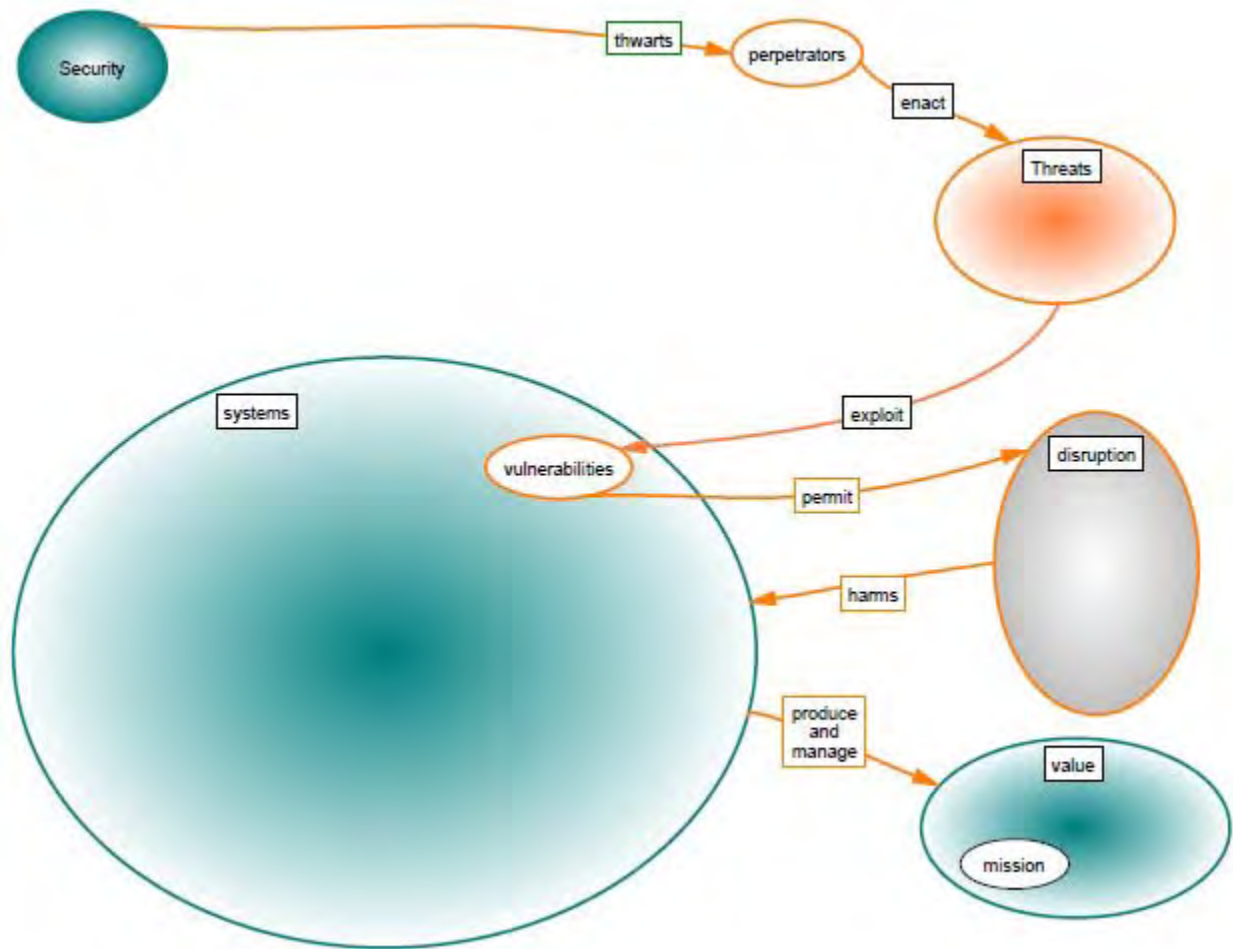 Security
thwarts
perpetrators
enact
Threats
systems
exploit
vulnerabilities
disruption
permit
harms
produce
and
manage
value
mission